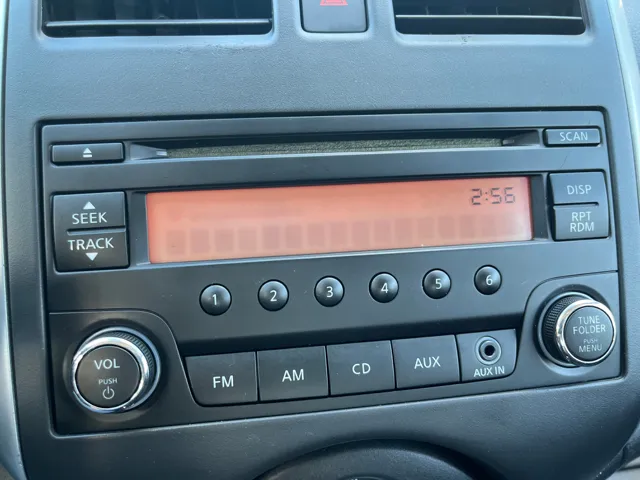 SCAN
2:56
DISP
SEEK
TRACK
RPT
RDM
1 2 3 4 5 6
VOL
PUSH
FM AM CD AUX AUX IN
TUNE
FOLDER
PUSH
MENU